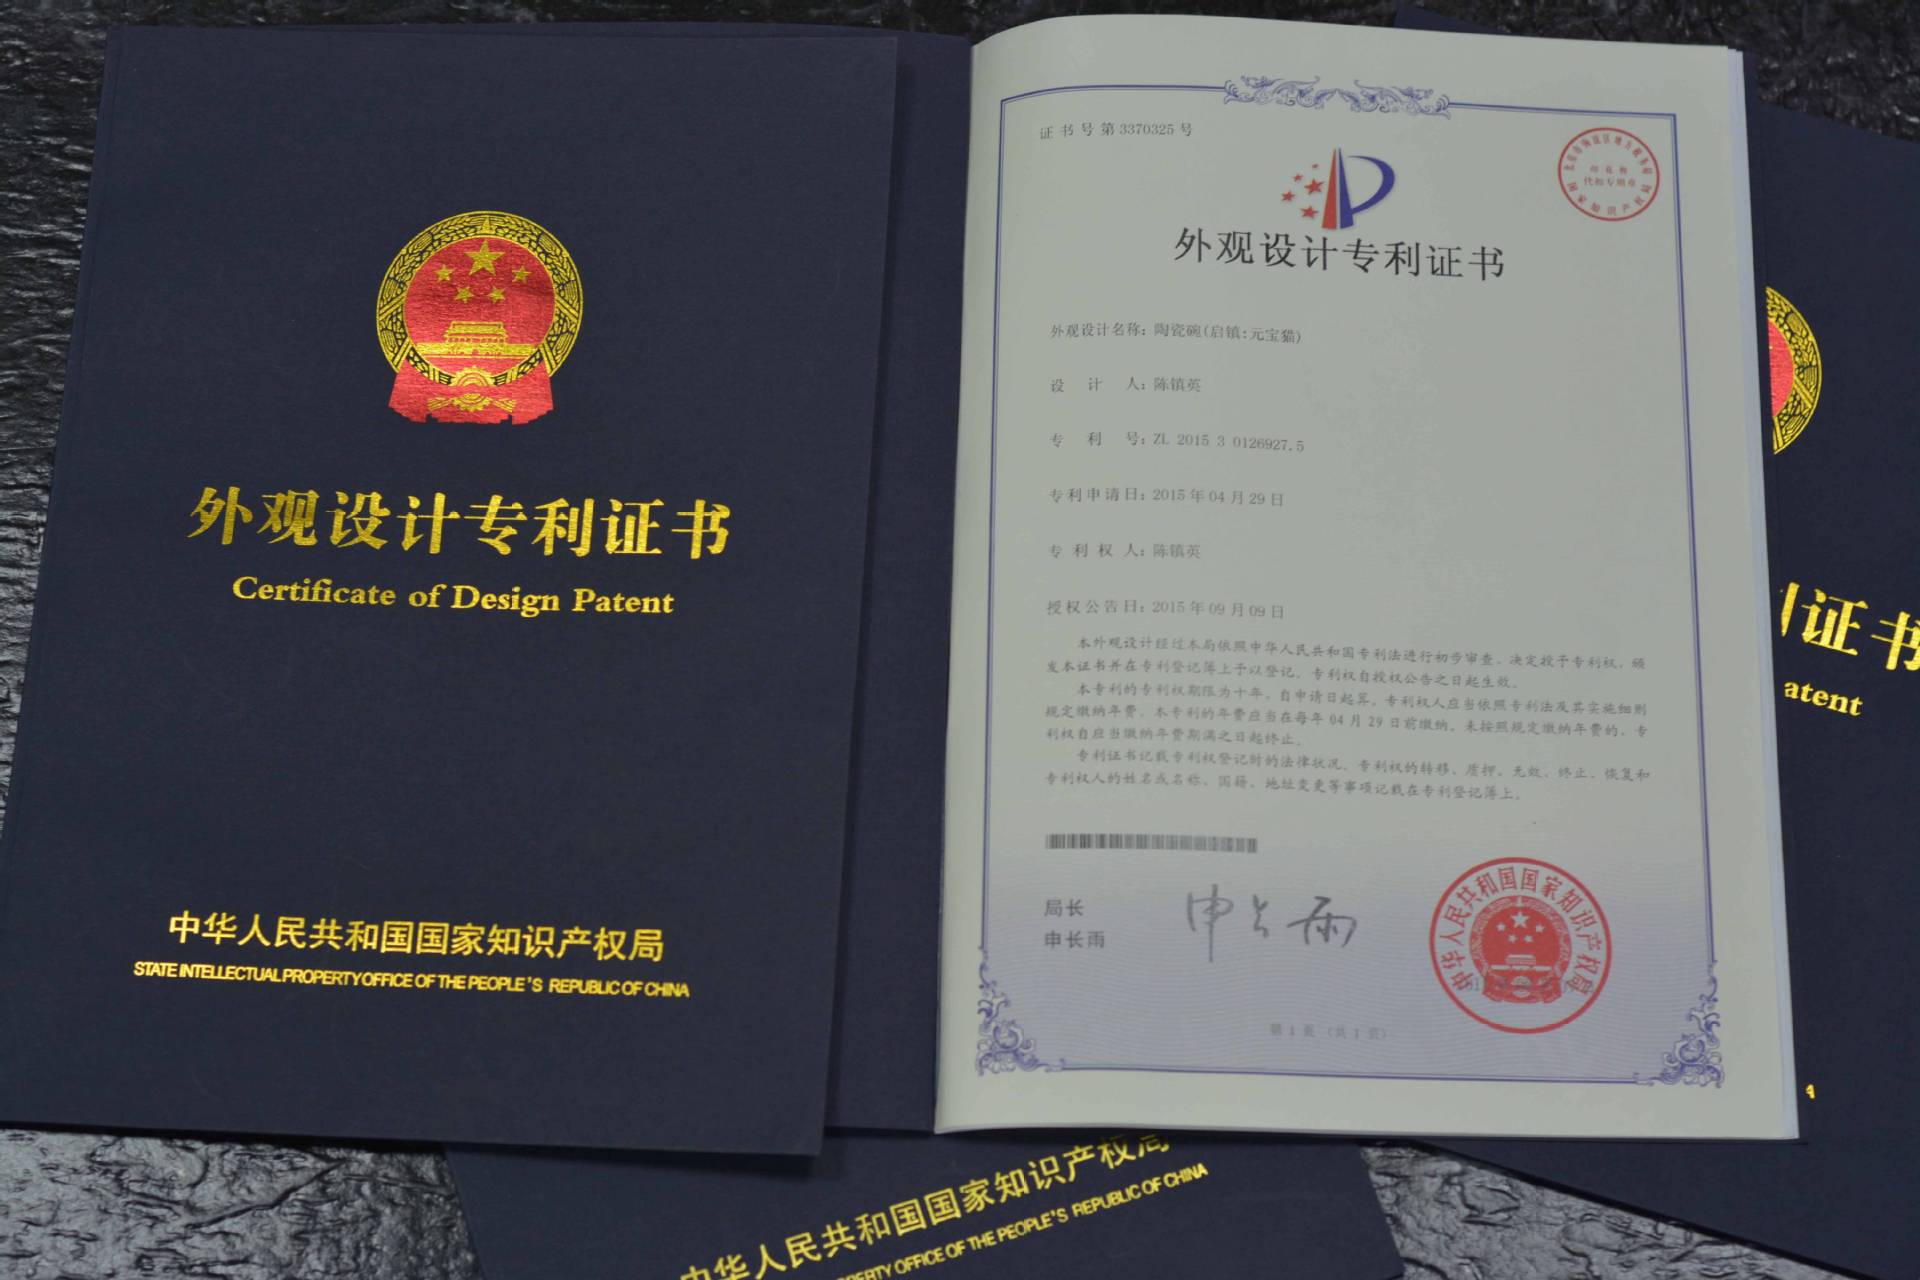 外观设计专利证书
Certificate of Design Patent
中华人民共和国国家知识产权局
STATE INTELLECTUAL PROPERTY OFFICE OF THE PEOPLE'S REPUBLIC OF CHINA
证书号第3370325号
外观设计专利证书
外观设计名称：陶瓷碗(启镇:元宝猫)
设计人：陈镇英
专利号：ZL 2015 3 0126927.5
专利申请日：2015年04月29日
专利权人：陈镇英
授权公告日：2015年09月09日
本外观设计经过本局依照中华人民共和国专利法进行初步审查，决定授予专利权，颁
发本证书并在专利登记簿上予以登记。专利权自授权公告之日起生效。
本专利的专利权期限为十年，自申请日起算。专利权人应当依照专利法及其实施细则
规定缴纳年费。本专利的年费应当在每年04月29日前缴纳。未按照规定缴纳年费的，专
利权自应当缴纳年费期满之日起终止。
专利证书记载专利权登记时的法律状况。专利权的转移、质押、无效、终止、恢复和
专利权人的姓名或名称、国籍、地址变更等事项记载在专利登记簿上。
局长
申长雨
申长雨
中华人民共和国国家知识产权局
第1页（共1页）
证书
atent
中华人民共和国国家知识产权局
OFFICE OF THE PEOPLE'S REPUBLIC OF CHINA